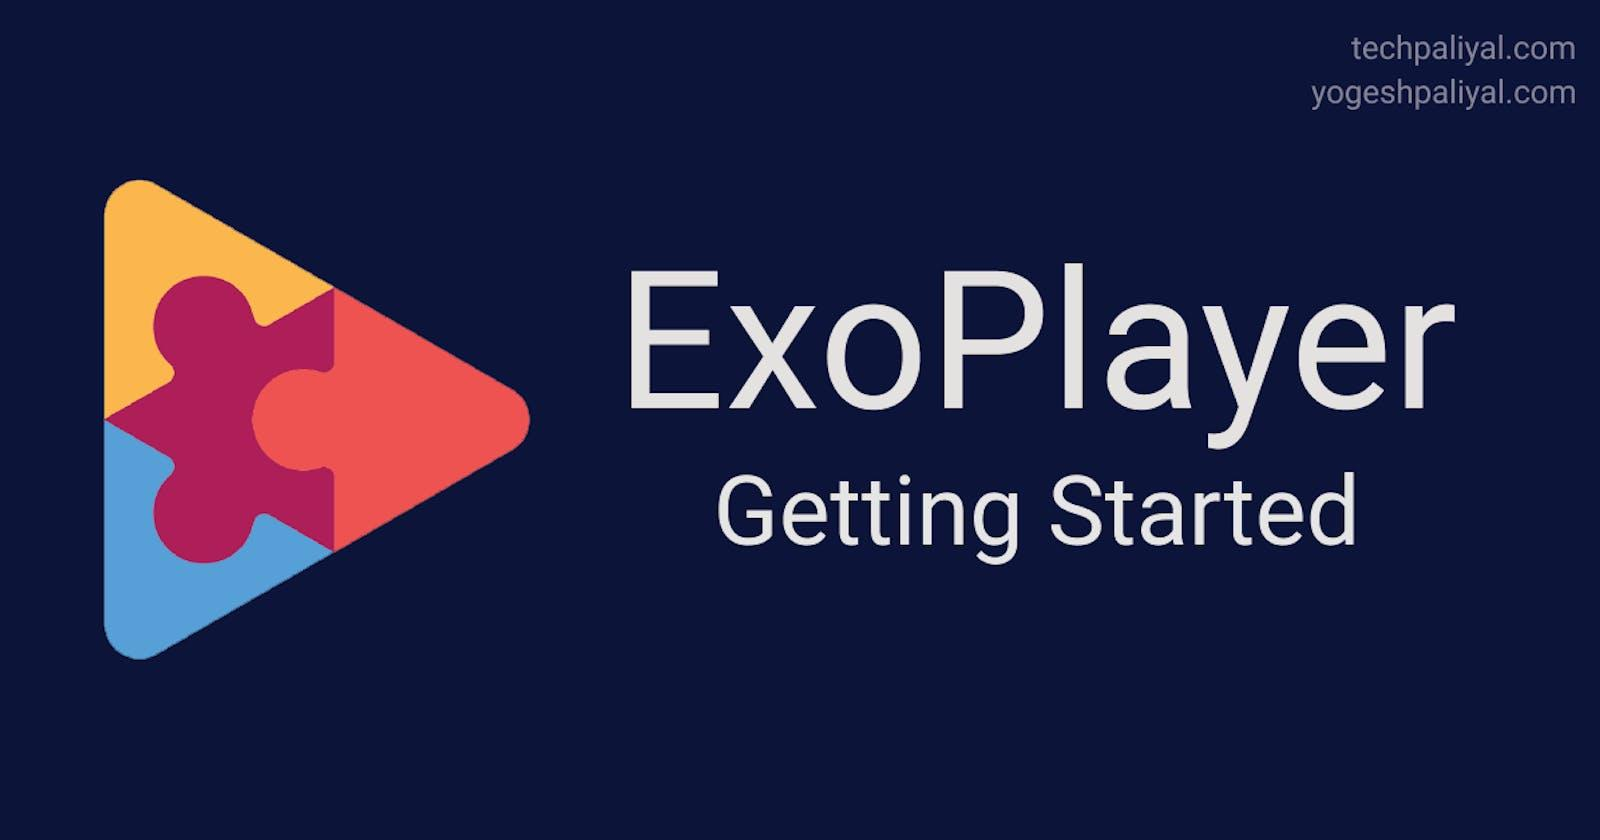 techpaliyal.com
yogeshpaliyal.com
ExoPlayer
Getting Started